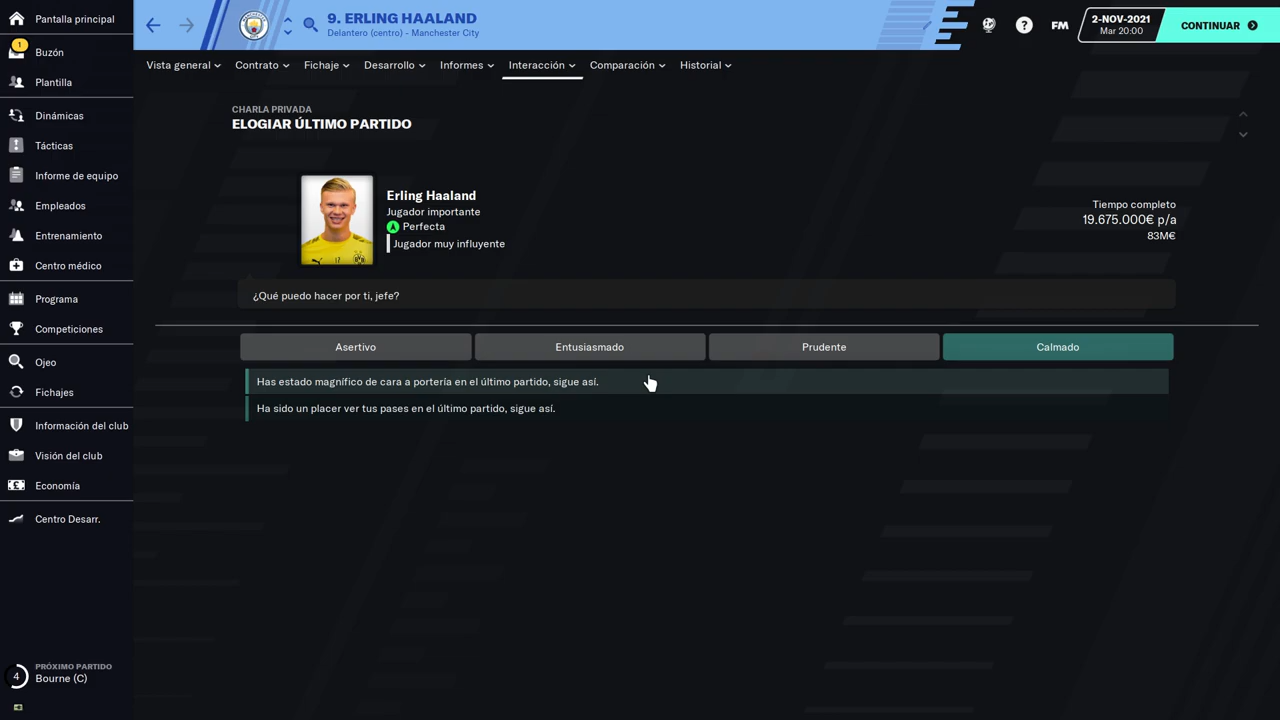 Pantalla principal
1
Buzón
Plantilla
Dinámicas
Tácticas
Informe de equipo
Empleados
Entrenamiento
Centro médico
Programa
Competiciones
Ojeo
Fichajes
Información del club
Visión del club
Economía
Centro Desarr.
4
PRÓXIMO PARTIDO
Bourne (C)
9. ERLING HAALAND
Delantero (centro) - Manchester City
FM
2-NOV-2021
Mar 20:00
CONTINUAR
Vista general
Contrato
Fichaje
Desarrollo
Informes
Interacción
Comparación
Historial
CHARLA PRIVADA
ELOGIAR ÚLTIMO PARTIDO
Erling Haaland
Jugador importante
Perfecta
Jugador muy influyente
Tiempo completo
19.675.000€ p/a
83M€
¿Qué puedo hacer por ti, jefe?
Asertivo
Entusiasmado
Prudente
Calmado
Has estado magnífico de cara a portería en el último partido, sigue así.
Ha sido un placer ver tus pases en el último partido, sigue así.